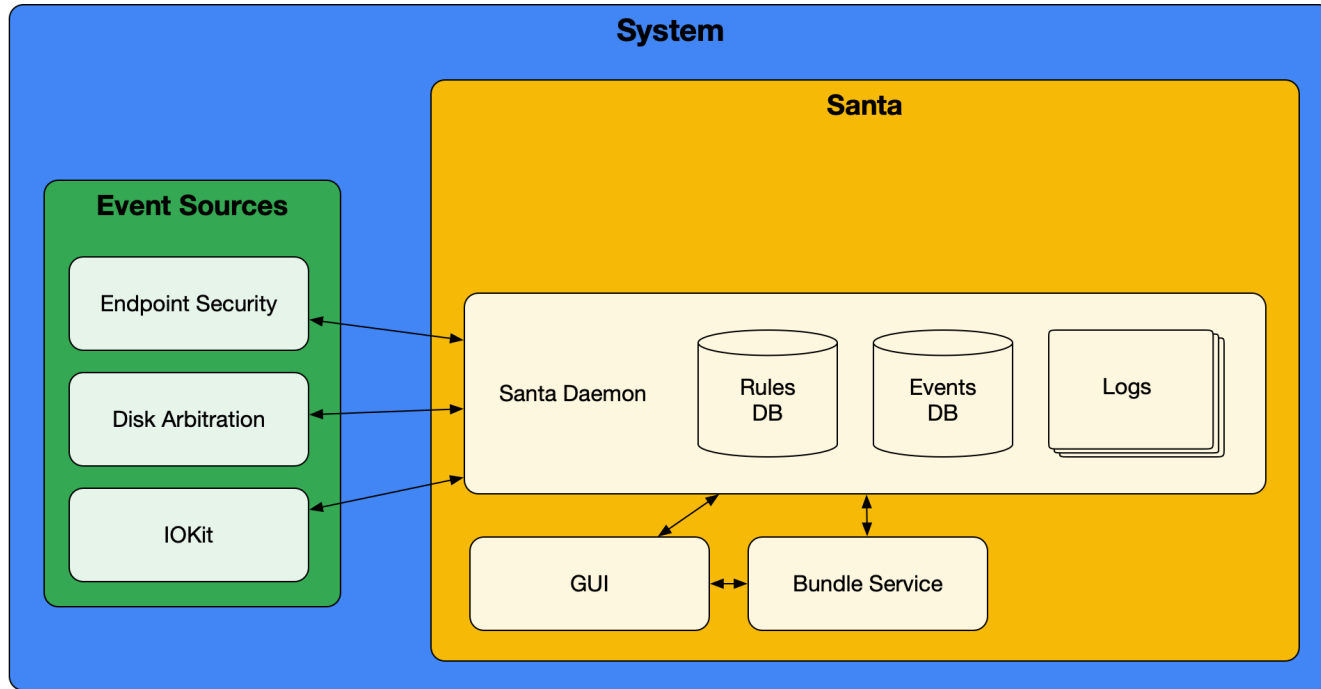 System
Santa
Event Sources
Endpoint Security
Disk Arbitration
IOKit
Santa Daemon
Rules
DB
Events
DB
Logs
GUI
Bundle Service